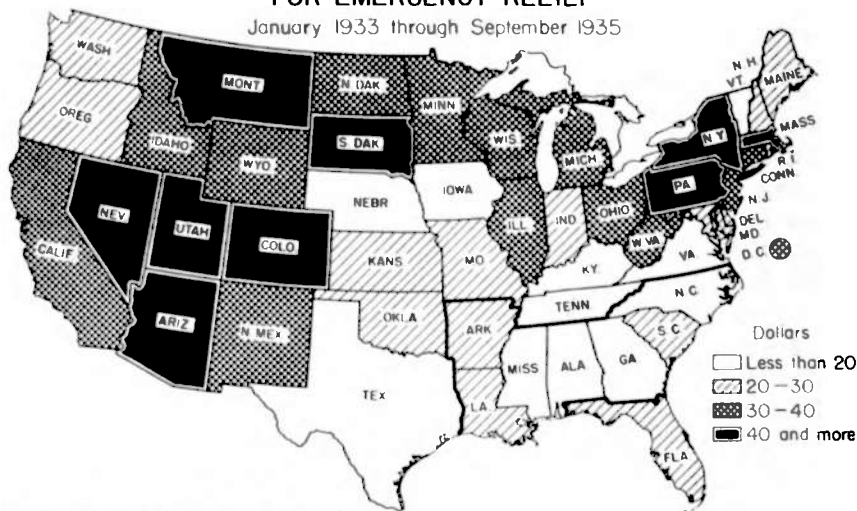 FOR EMERGENCY RELIEF
January 1933 through September 1935
WASH
OREG
CALIF
IDAHO
NEV
MONT
WYO
UTAH
ARIZ
COLO
N MEX
N DAK
S DAK
NEBR
KANS
OKLA
TEX
MINN
IOWA
MO
ARK
LA
WIS
ILL
MICH
IND
OHIO
KY.
TENN
MISS
ALA
GA
FLA
S C
N C
VA.
W VA
PA
N Y
N H
VT.
MAINE
MASS
R I
CONN
N J
DEL
MD
D.C
Dollars
Less than 20
20-30
30-40
40 and more